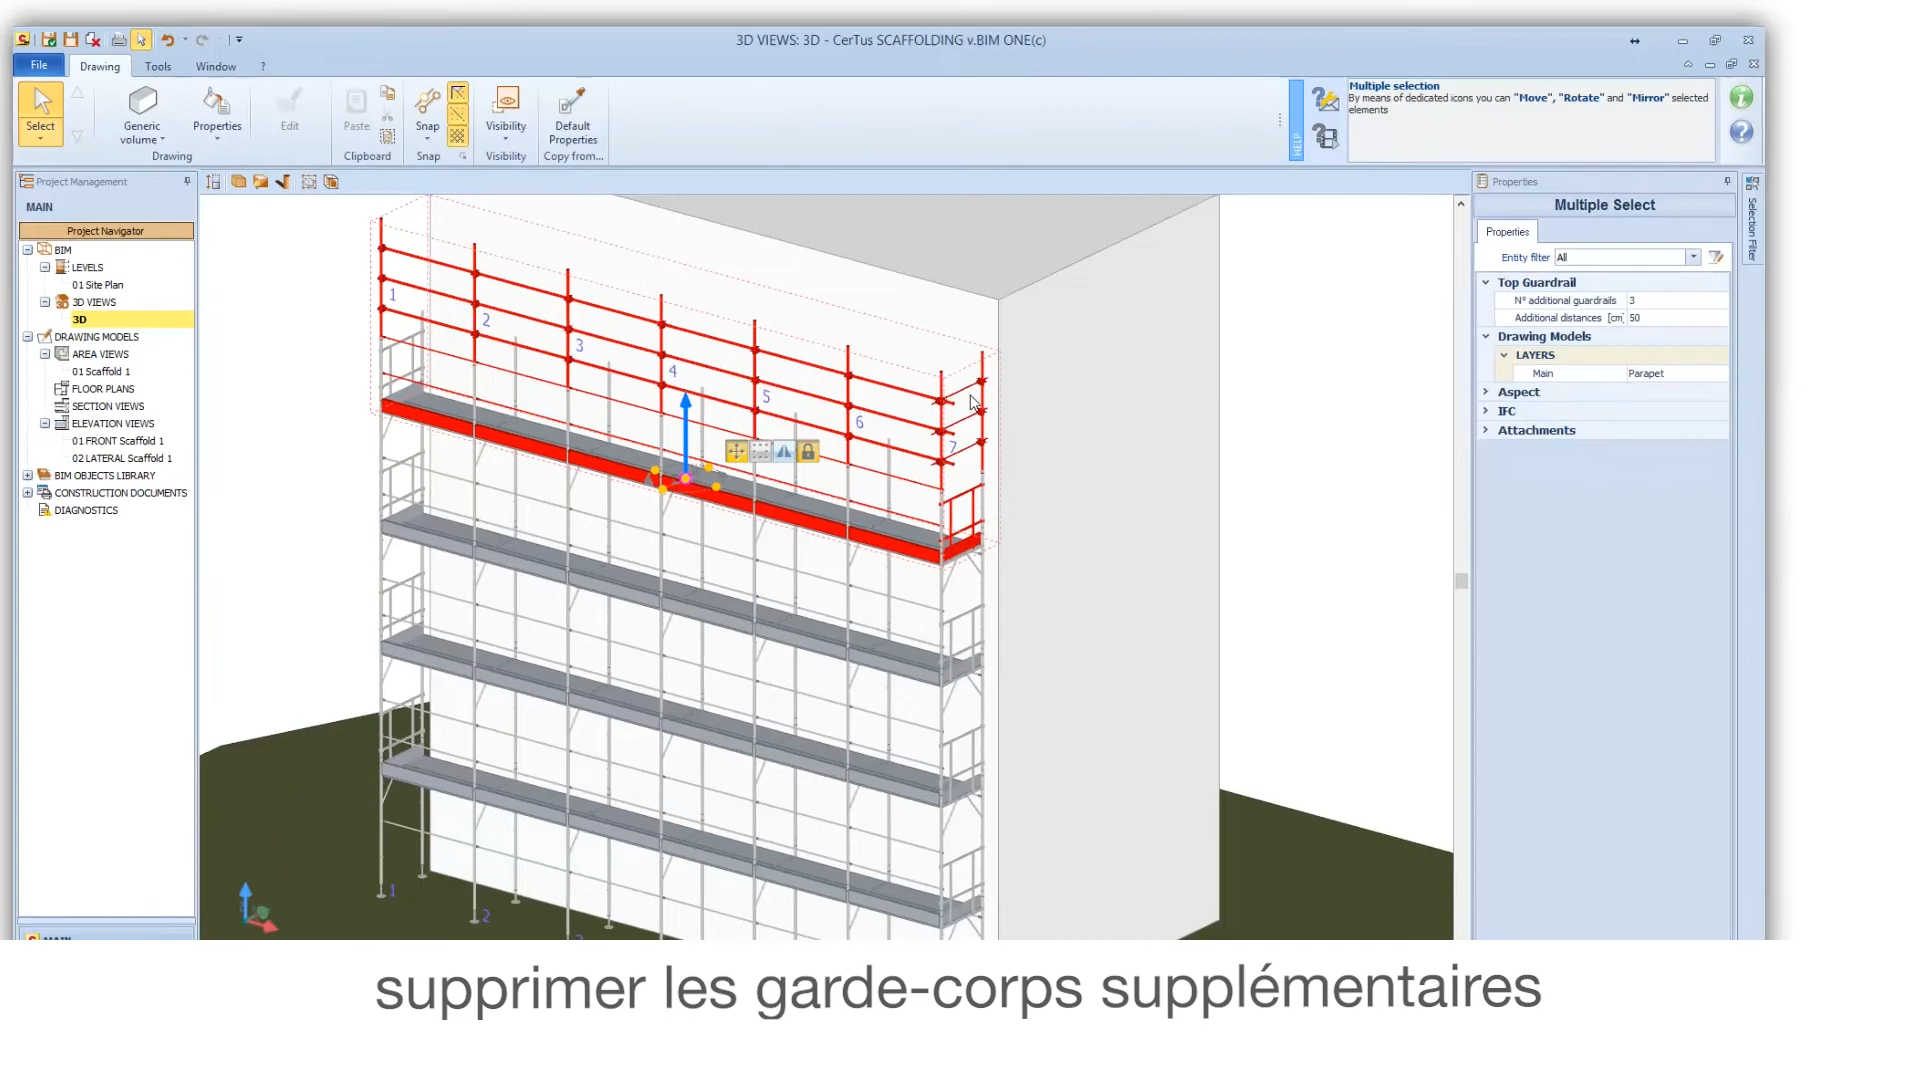 3D VIEWS: 3D - CerTus SCAFFOLDING v.BIM ONE(c)
File
Drawing
Tools
Window
?
Select
Generic volume
Properties
Edit
Paste
Snap
Visibility
Default Properties
Drawing
Clipboard
Snap
Visibility
Copy from...
HELP
Multiple selection
By means of dedicated icons you can "Move", "Rotate" and "Mirror" selected
elements
Project Management
MAIN
Project Navigator
BIM
LEVELS
01 Site Plan
3D VIEWS
3D
DRAWING MODELS
AREA VIEWS
01 Scaffold 1
FLOOR PLANS
SECTION VIEWS
ELEVATION VIEWS
01 FRONT Scaffold 1
02 LATERAL Scaffold 1
BIM OBJECTS LIBRARY
CONSTRUCTION DOCUMENTS
DIAGNOSTICS
1
2
3
4
5
6
7
1
2
Properties
Multiple Select
Properties
Entity filter All
Top Guardrail
N° additional guardrails 3
Additional distances [cm] 50
Drawing Models
LAYERS
Main Parapet
Aspect
IFC
Attachments
Selection Filter
supprimer les garde-corps supplémentaires